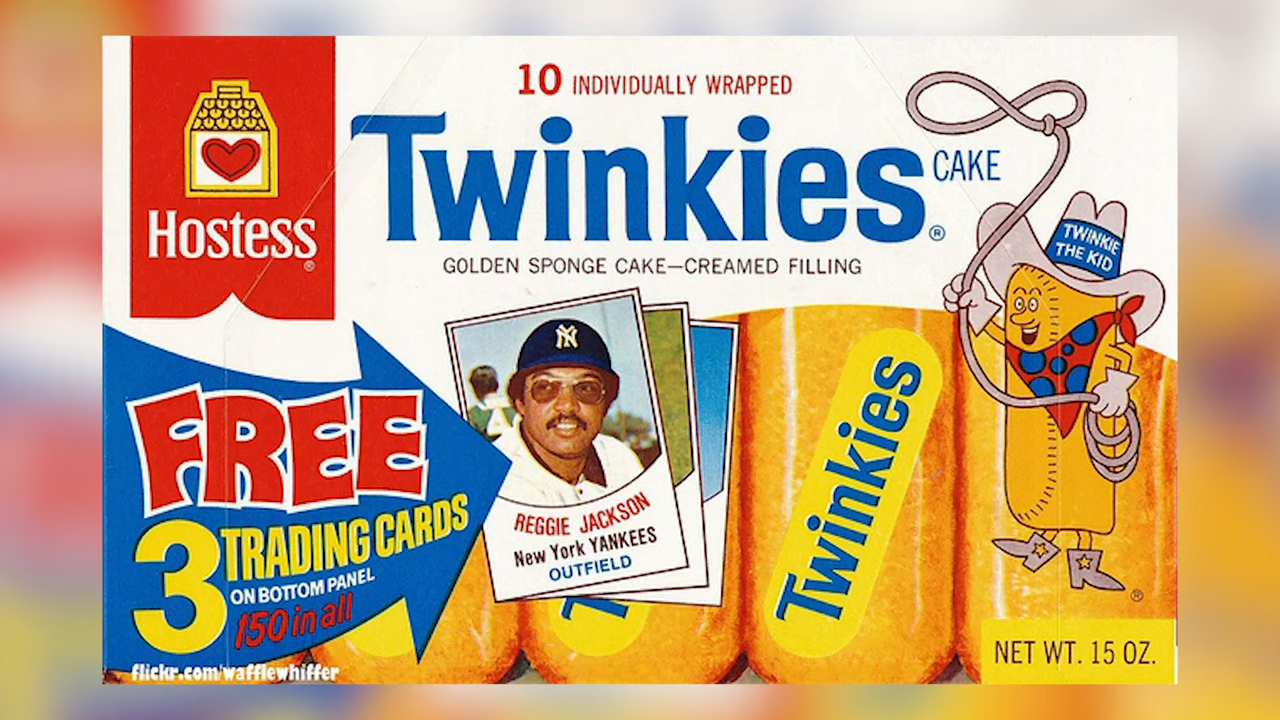 10 INDIVIDUALLY WRAPPED
Twinkies® CAKE
GOLDEN SPONGE CAKE—CREAMED FILLING
Hostess®
TWINKIE
THE KID
FREE
3 TRADING CARDS
ON BOTTOM PANEL
150 in all
NY
A
REGGIE JACKSON
New York YANKEES
OUTFIELD
Twinkies
®
NET WT. 15 OZ.
flickr.com/wafflewhiffer